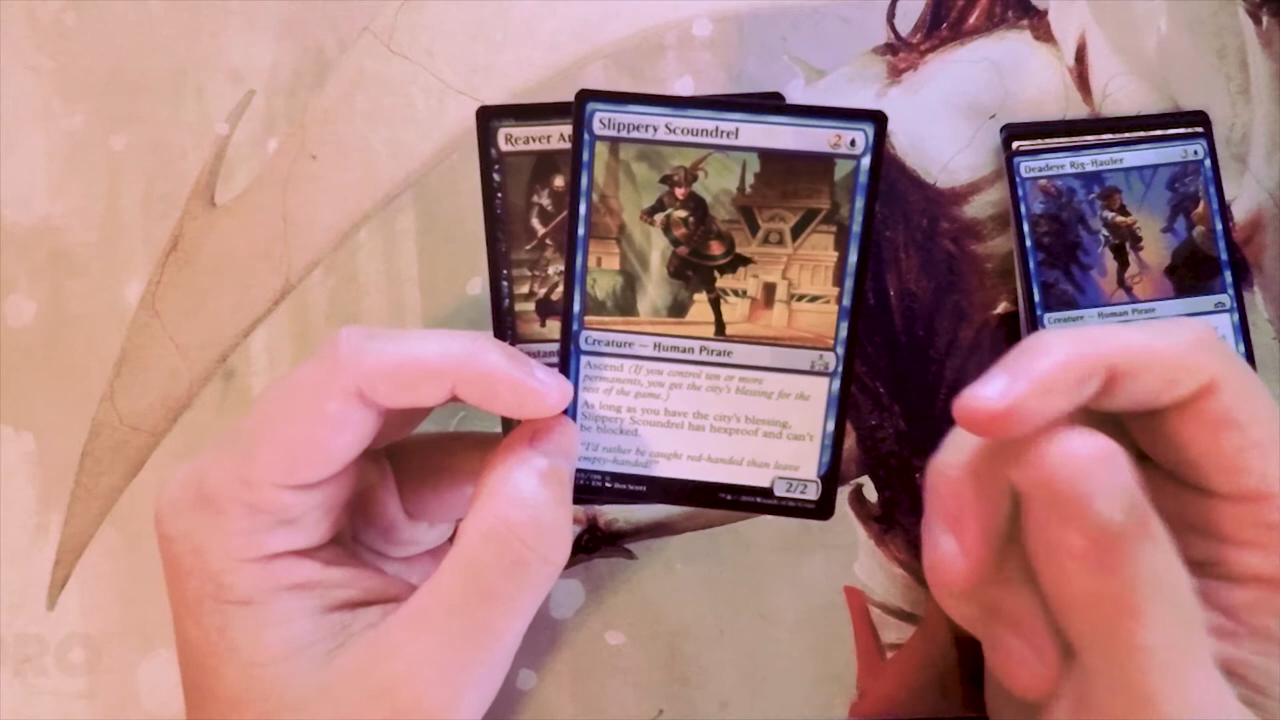 Reaver
Slippery Scoundrel
2
Creature — Human Pirate
Ascend (If you control ten or more
permanents, you get the city's blessing for
the rest of the game.)
As long as you have the city's blessing,
Slippery Scoundrel has hexproof and can't
be blocked.
"I'd rather be caught red-handed than leave
empty-handed!"
2/2
Deadeye Rig-Hauler
3
Creature — Human Pirate